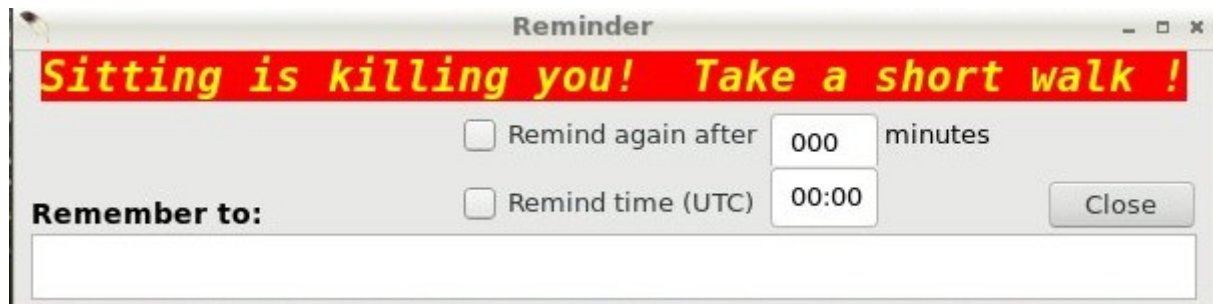 Reminder
Sitting is killing you!  Take a short walk !
Remind again after 000 minutes
Remind time (UTC) 00:00
Remember to:
Close